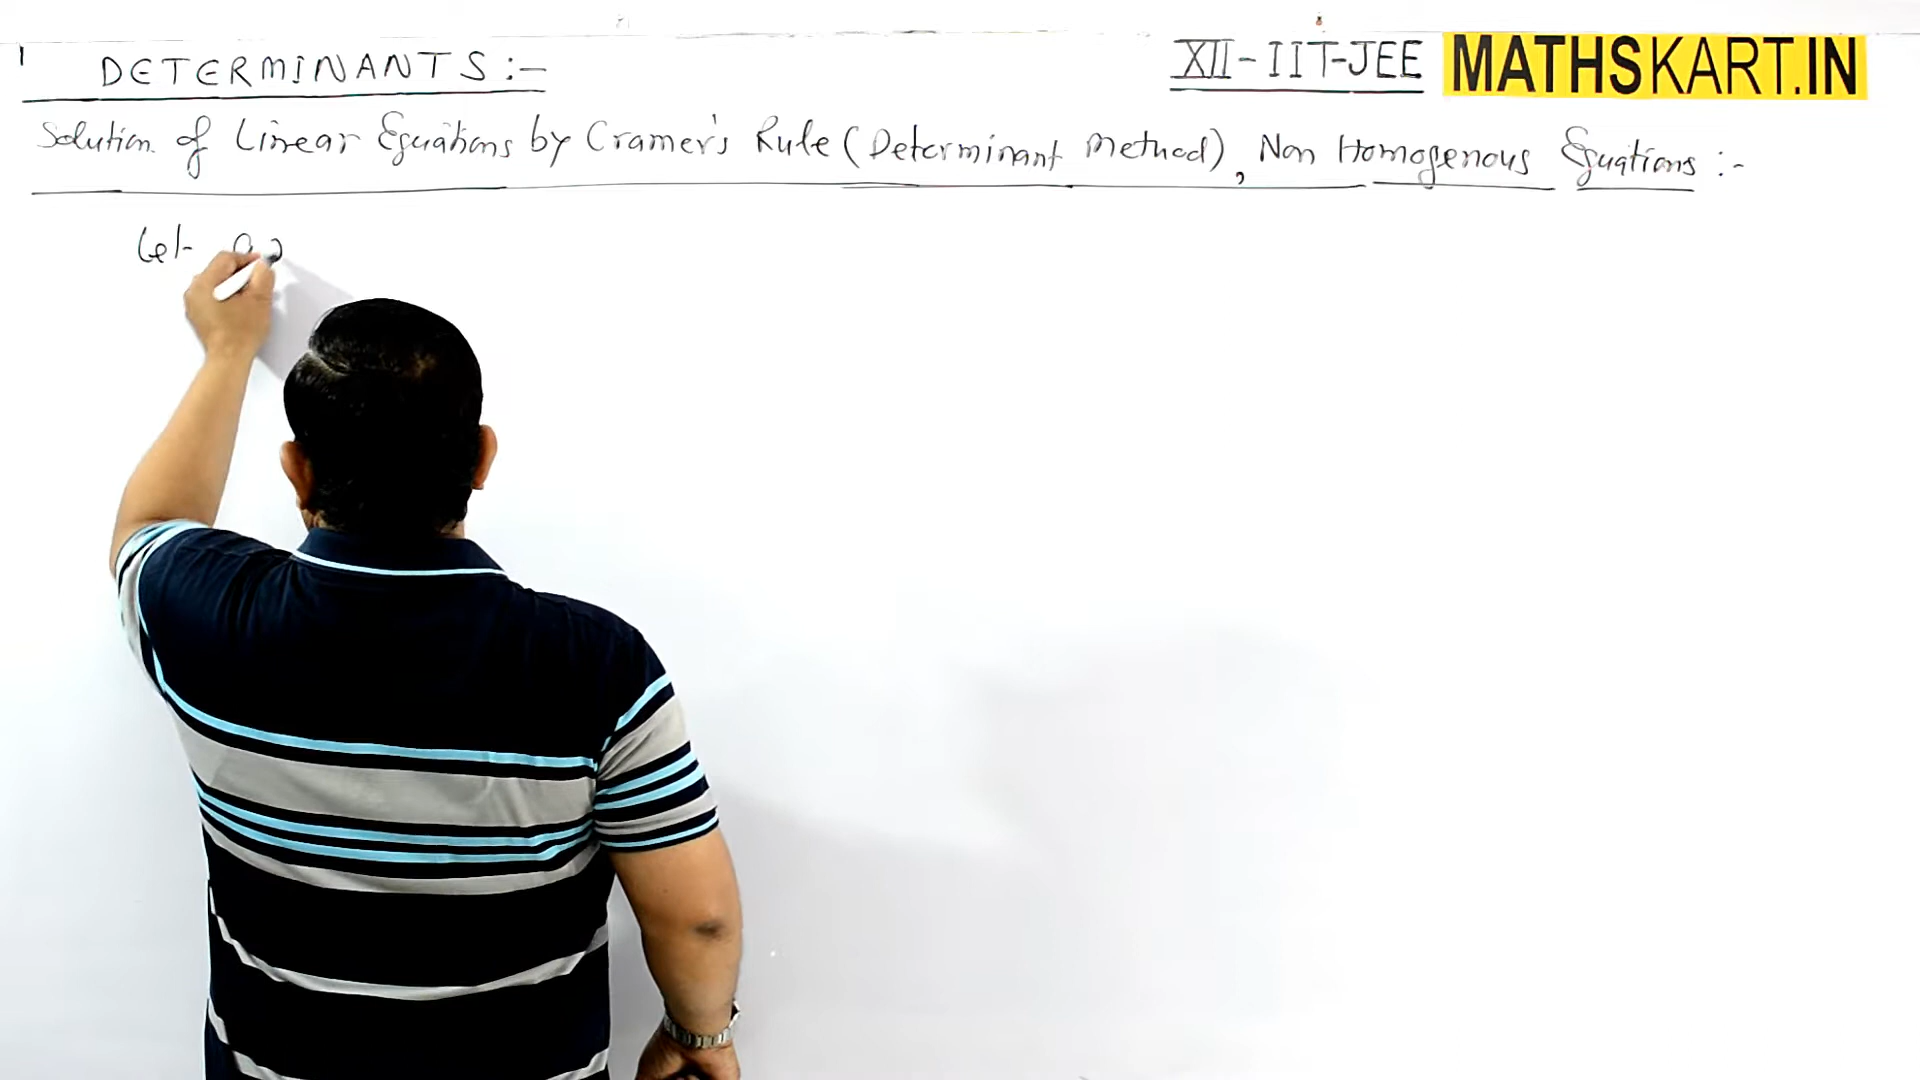 1 DETERMINANTS :- XII - IIT-JEE MATHSKART.IN
Solution of Linear Equations by Cramer's Rule (Determinant Method), Non Homogenous Equations :-
Let